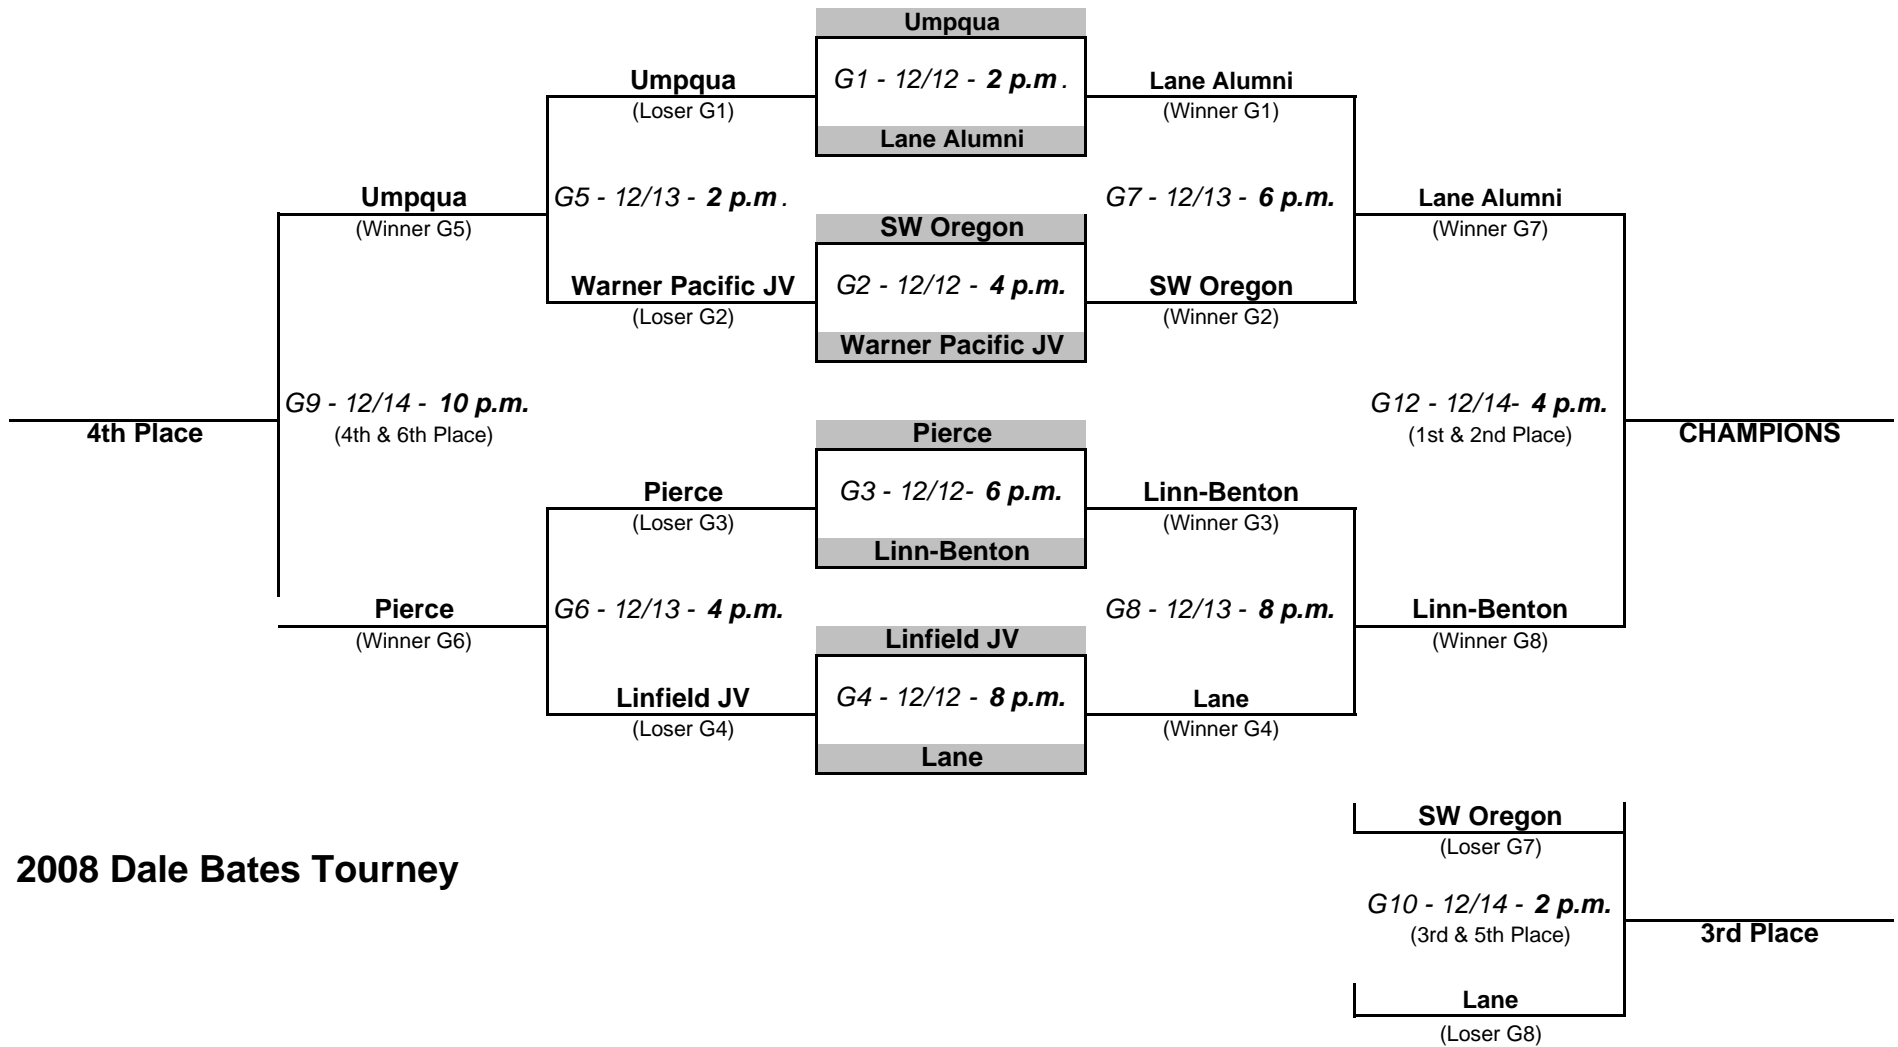 Umpqua
Umpqua
G1 - 12/12 - 2 p.m.
Lane Alumni
(Loser G1)
(Winner G1)
Lane Alumni
Umpqua
G5 - 12/13 - 2 p.m.
G7 - 12/13 - 6 p.m.
Lane Alumni
(Winner G5)
SW Oregon
(Winner G7)
Warner Pacific JV
G2 - 12/12 - 4 p.m.
SW Oregon
(Loser G2)
(Winner G2)
Warner Pacific JV
G9 - 12/14 - 10 p.m.
G12 - 12/14- 4 p.m.
4th Place
(4th & 6th Place)
Pierce
(1st & 2nd Place)
CHAMPIONS
Pierce
G3 - 12/12- 6 p.m.
Linn-Benton
(Loser G3)
(Winner G3)
Linn-Benton
Pierce
G6 - 12/13 - 4 p.m.
G8 - 12/13 - 8 p.m.
Linn-Benton
(Winner G6)
Linfield JV
(Winner G8)
Linfield JV
G4 - 12/12 - 8 p.m.
Lane
(Loser G4)
(Winner G4)
Lane
SW Oregon
(Loser G7)
2008 Dale Bates Tourney
G10 - 12/14 - 2 p.m.
(3rd & 5th Place)
3rd Place
Lane
(Loser G8)